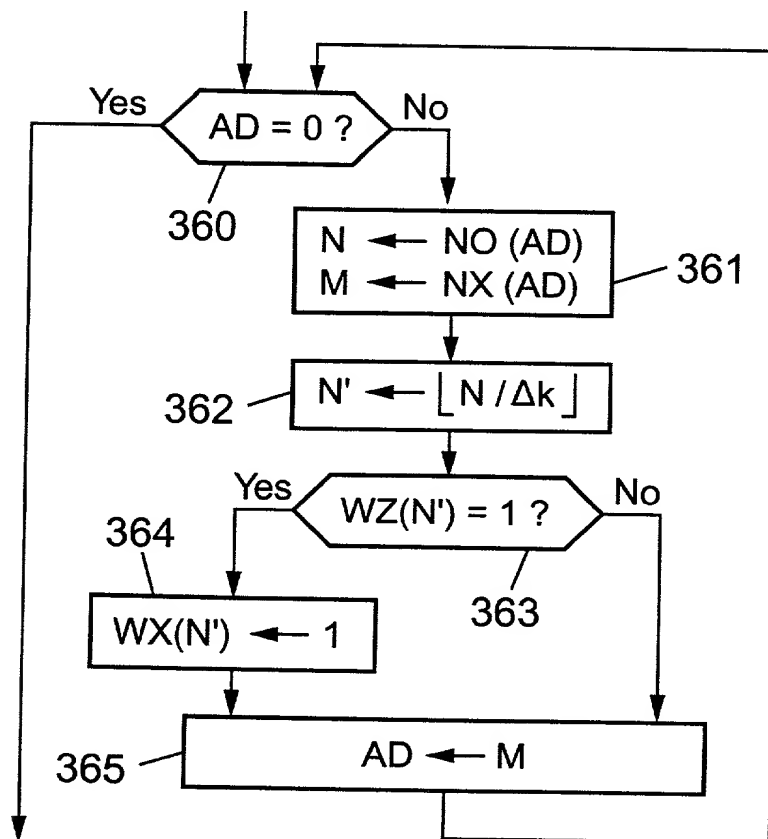 Yes
No
AD = 0 ?
360
N ← NO (AD)
M ← NX (AD)
361
362
N' ← ⌊ N / Δk ⌋
Yes
No
WZ(N') = 1 ?
364
363
WX(N') ← 1
365
AD ← M